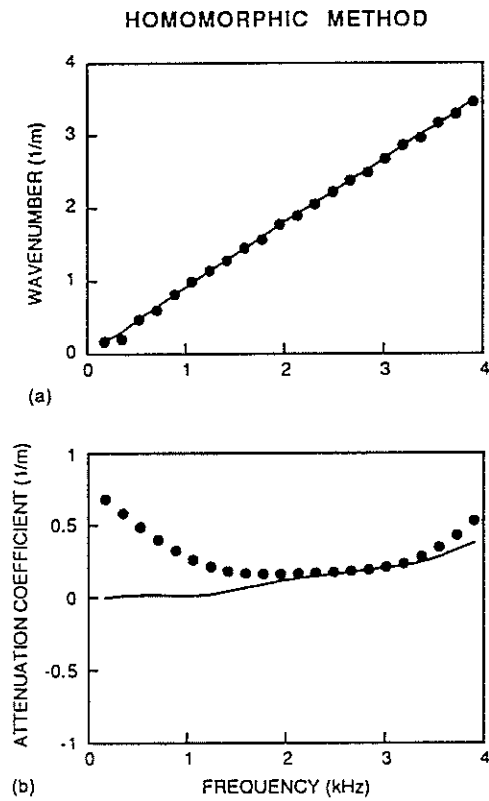 HOMOMORPHIC METHOD
WAVENUMBER (1/m)
4
3
2
1
0
0 1 2 3 4
(a)
ATTENUATION COEFFICIENT (1/m)
1
0.5
0
-0.5
-1
0 1 2 3 4
(b) FREQUENCY (kHz)